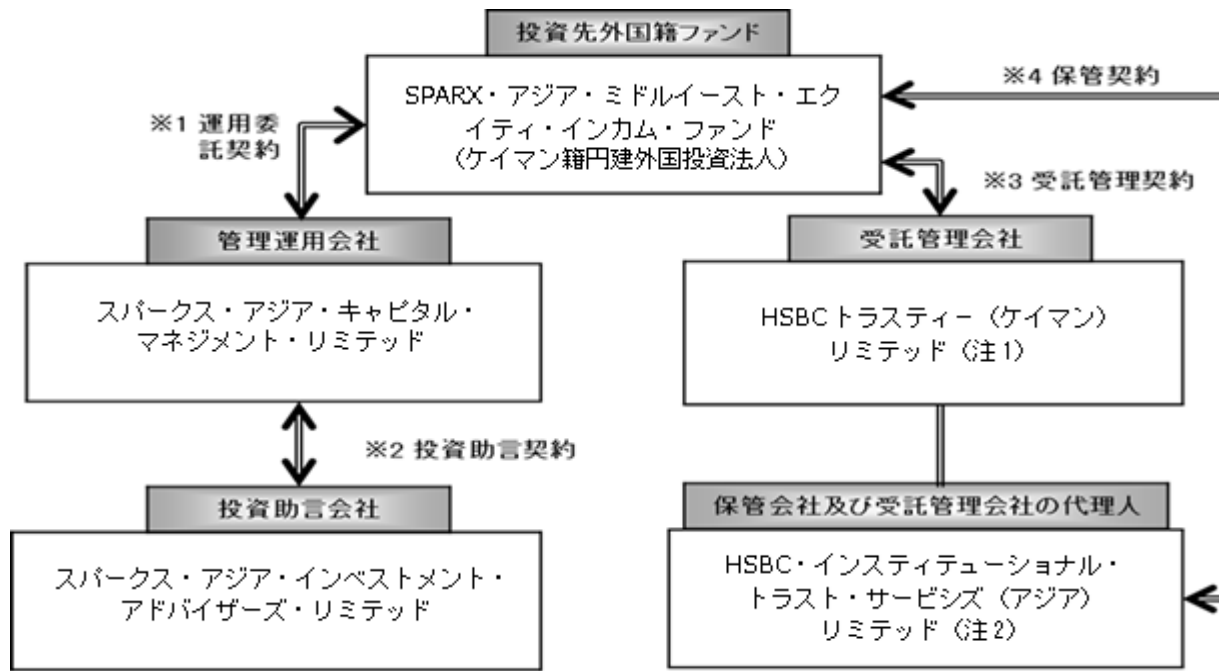 投資先外国籍ファンド
SPARX・アジア・ミドルイースト・エク
イティ・インカム・ファンド
（ケイマン籍円建外国投資法人）
※4 保管契約
※1 運用委
託契約
※3 受託管理契約
管理運用会社
スパークス・アジア・キャピタル・
マネジメント・リミテッド
受託管理会社
HSBCトラスティー（ケイマン）
リミテッド（注1）
※2 投資助言契約
投資助言会社
スパークス・アジア・インベストメント・
アドバイザーズ・リミテッド
保管会社及び受託管理会社の代理人
HSBC・インスティテューショナル・
トラスト・サービシズ（アジア）
リミテッド（注2）